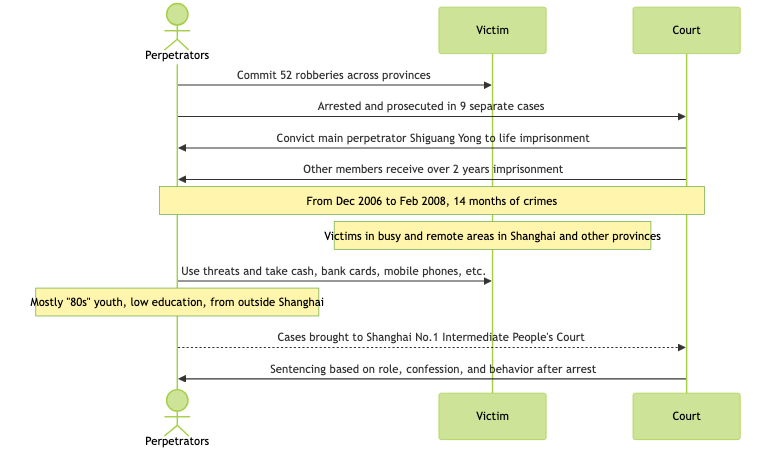 Perpetrators
Victim
Court
Commit 52 robberies across provinces
Arrested and prosecuted in 9 separate cases
Convict main perpetrator Shiguang Yong to life imprisonment
Other members receive over 2 years imprisonment
From Dec 2006 to Feb 2008, 14 months of crimes
Victims in busy and remote areas in Shanghai and other provinces
Use threats and take cash, bank cards, mobile phones, etc.
Mostly "80s" youth, low education, from outside Shanghai
Cases brought to Shanghai No.1 Intermediate People's Court
Sentencing based on role, confession, and behavior after arrest
Perpetrators
Victim
Court